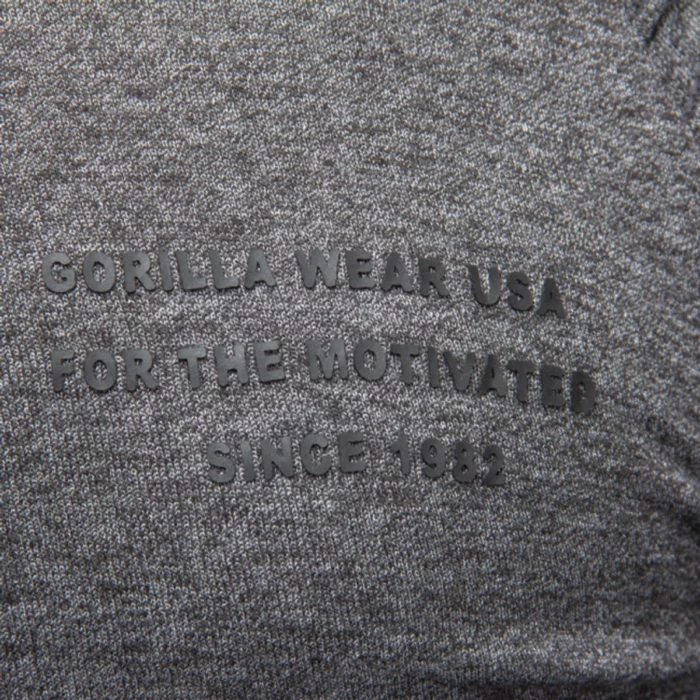 GORILLA WEAR USA
FOR THE MOTIVATED
SINCE 1982